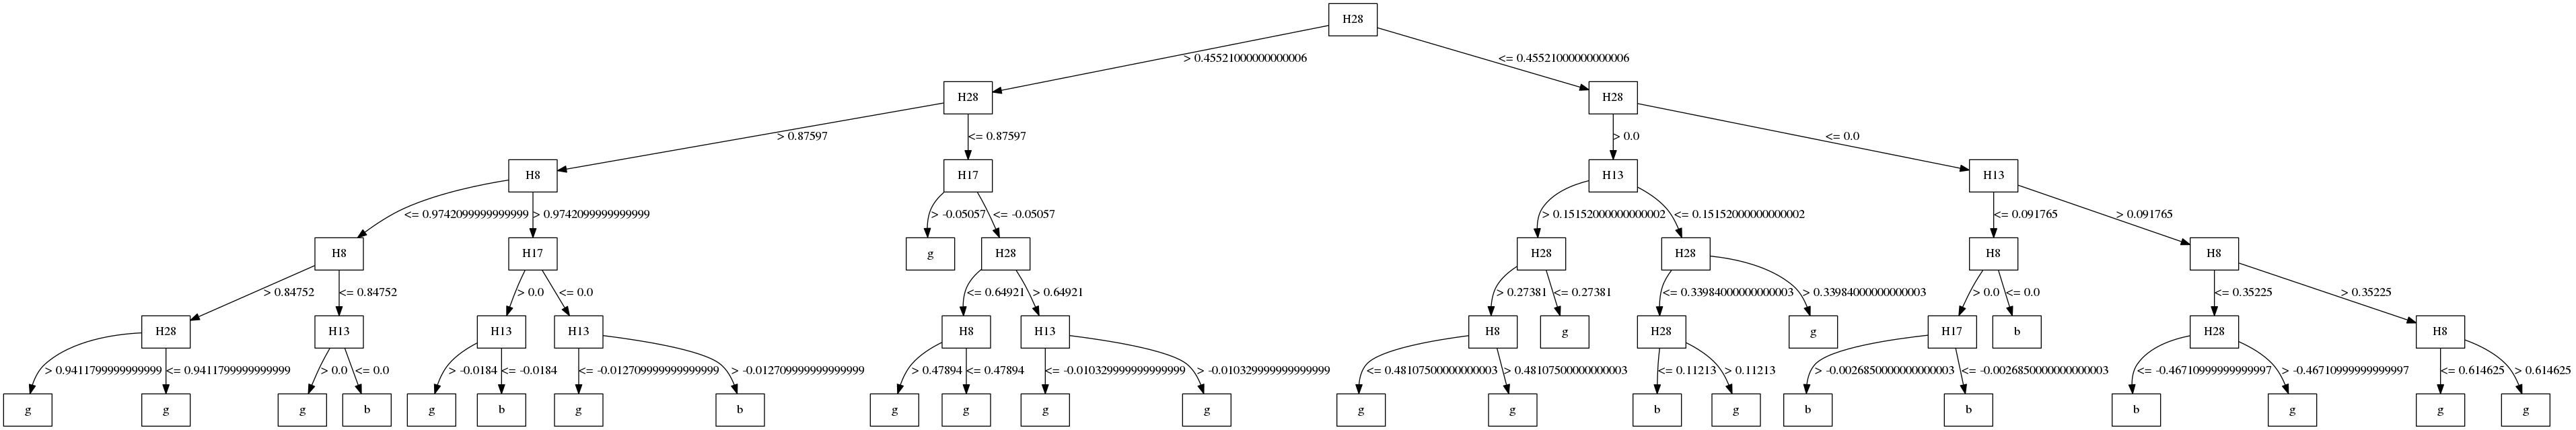 H28
> 0.45521000000000006 <= 0.45521000000000006
H28 H28
> 0.87597 <= 0.87597 > 0.0 <= 0.0
H8 H17 H13 H13
<= 0.9742099999999999 > 0.9742099999999999 > -0.05057 <= -0.05057 > 0.15152000000000002 <= 0.15152000000000002 <= 0.091765 > 0.091765
H8 H17 g H28 H28 H28 H8 H8
> 0.84752 <= 0.84752 > 0.0 <= 0.0 <= 0.64921 > 0.64921 > 0.27381 <= 0.27381 <= 0.33984000000000003 > 0.33984000000000003 > 0.0 <= 0.0 <= 0.35225 > 0.35225
H28 H13 H13 H13 H8 H13 H8 g H28 g H17 b H28 H8
> 0.9411799999999999 <= 0.9411799999999999 > 0.0 <= 0.0 > -0.0184 <= -0.0184 <= -0.012709999999999999 > -0.012709999999999999 > 0.47894 <= 0.47894 <= -0.010329999999999999 > -0.010329999999999999 <= 0.48107500000000003 > 0.48107500000000003 <= 0.11213 > 0.11213 > -0.0026850000000000003 <= -0.0026850000000000003 <= -0.46710999999999997 > -0.46710999999999997 <= 0.614625 > 0.614625
g g g b g b g b g g g g g g b g b b b g g g